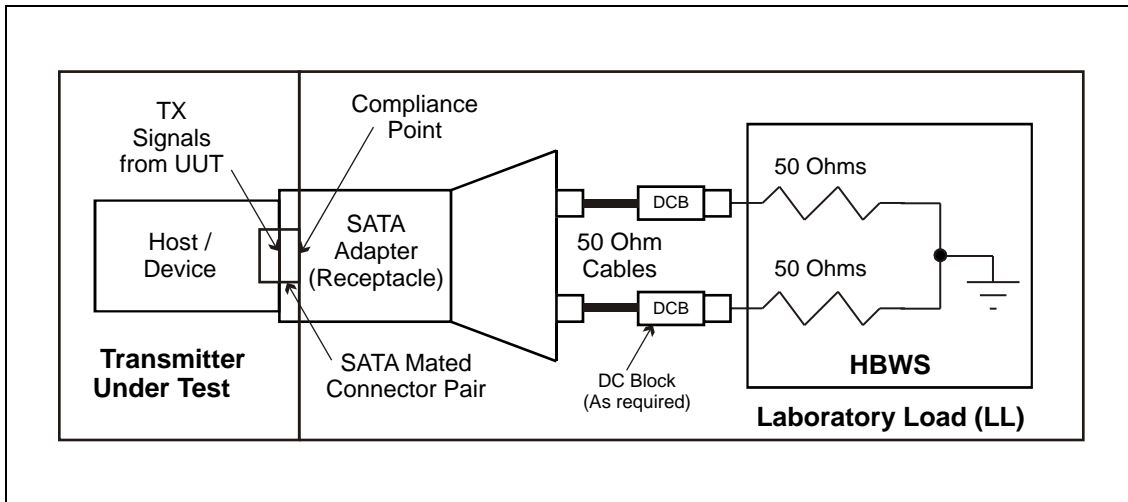 TX
Signals
from UUT
Compliance
Point
Host /
Device
SATA
Adapter
(Receptacle)
Transmitter
Under Test
SATA Mated
Connector Pair
DCB
50 Ohm
Cables
DCB
DC Block
(As required)
50 Ohms
50 Ohms
HBWS
Laboratory Load (LL)